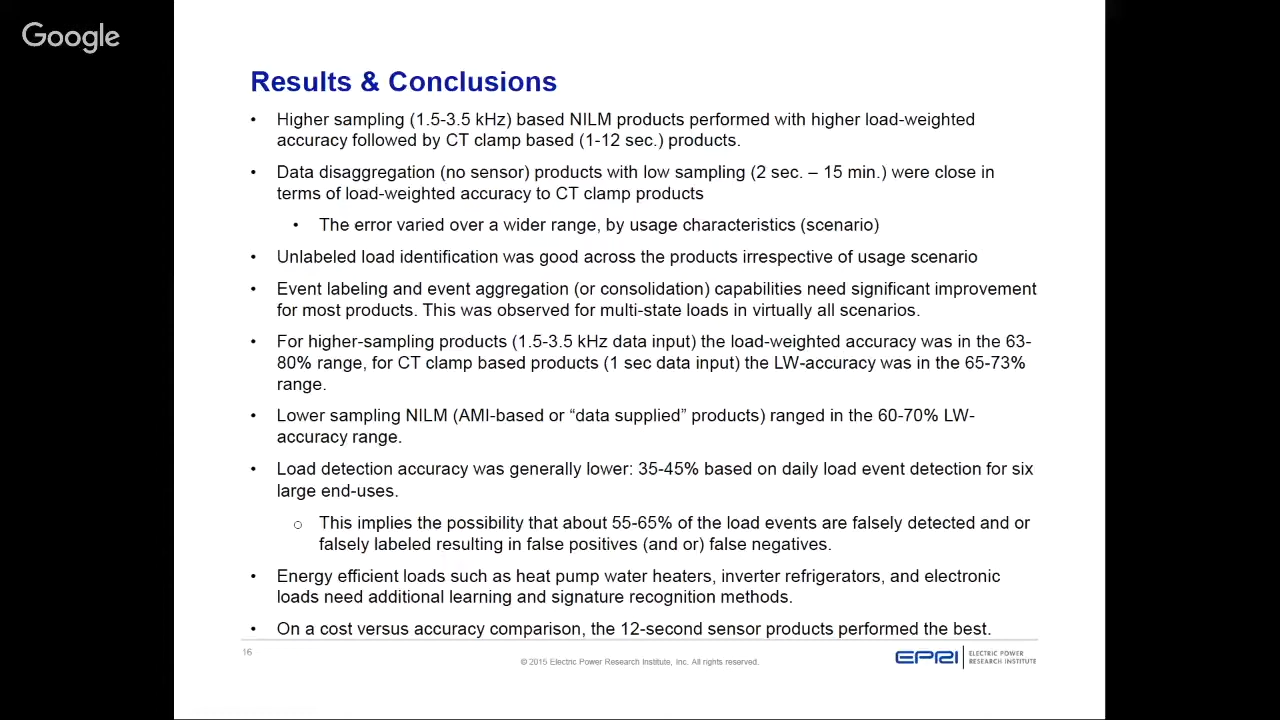 Google
Results & Conclusions
• Higher sampling (1.5-3.5 kHz) based NILM products performed with higher load-weighted
accuracy followed by CT clamp based (1-12 sec.) products.
• Data disaggregation (no sensor) products with low sampling (2 sec. – 15 min.) were close in
terms of load-weighted accuracy to CT clamp products
• The error varied over a wider range, by usage characteristics (scenario)
• Unlabeled load identification was good across the products irrespective of usage scenario
• Event labeling and event aggregation (or consolidation) capabilities need significant improvement
for most products. This was observed for multi-state loads in virtually all scenarios.
• For higher-sampling products (1.5-3.5 kHz data input) the load-weighted accuracy was in the 63-
80% range, for CT clamp based products (1 sec data input) the LW-accuracy was in the 65-73%
range.
• Lower sampling NILM (AMI-based or “data supplied” products) ranged in the 60-70% LW-
accuracy range.
• Load detection accuracy was generally lower: 35-45% based on daily load event detection for six
large end-uses.
○ This implies the possibility that about 55-65% of the load events are falsely detected and or
falsely labeled resulting in false positives (and or) false negatives.
• Energy efficient loads such as heat pump water heaters, inverter refrigerators, and electronic
loads need additional learning and signature recognition methods.
• On a cost versus accuracy comparison, the 12-second sensor products performed the best.
16
© 2015 Electric Power Research Institute, Inc. All rights reserved.
EPRI
ELECTRIC POWER
RESEARCH INSTITUTE